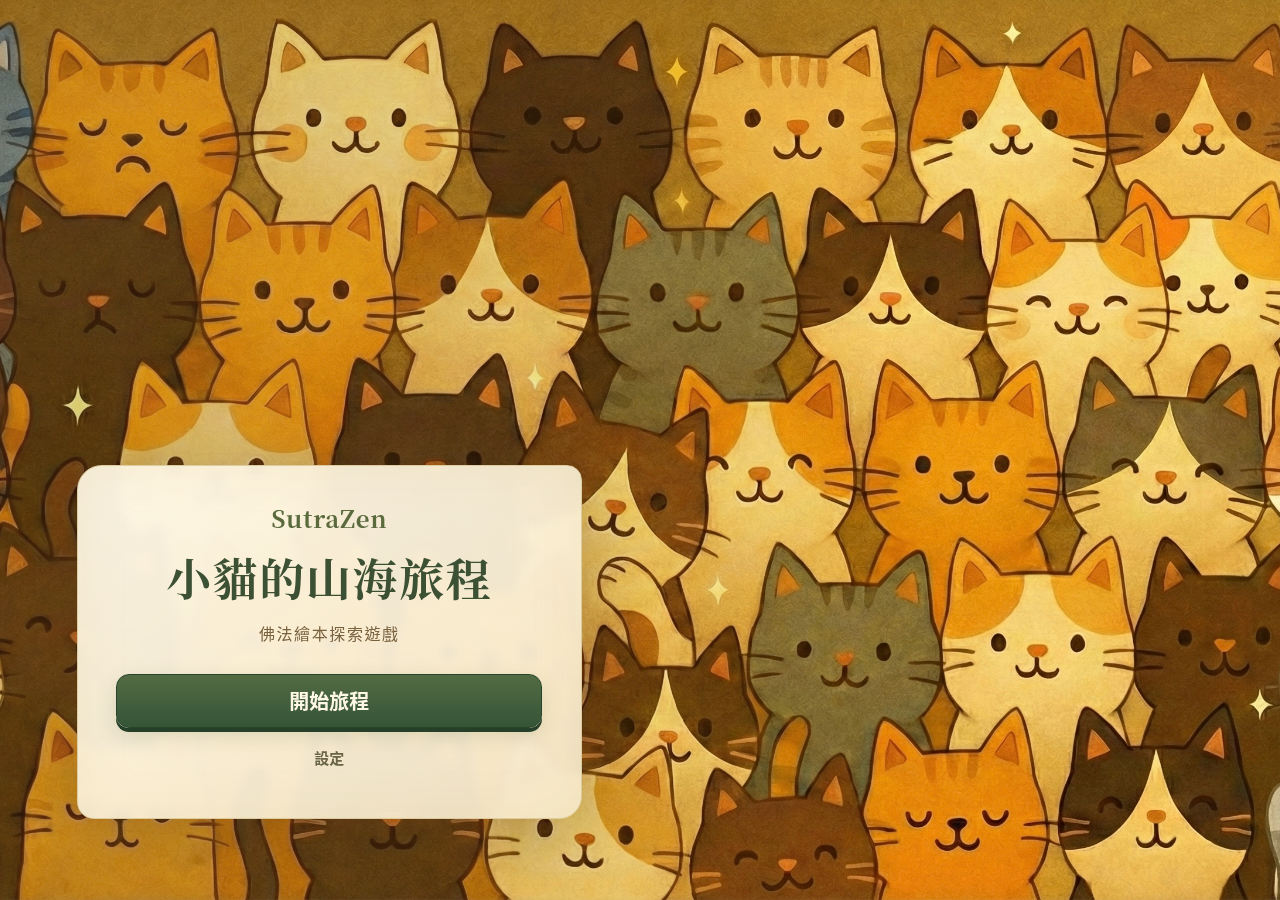 SutraZen
小貓的山海旅程
佛法繪本探索遊戲
開始旅程
設定